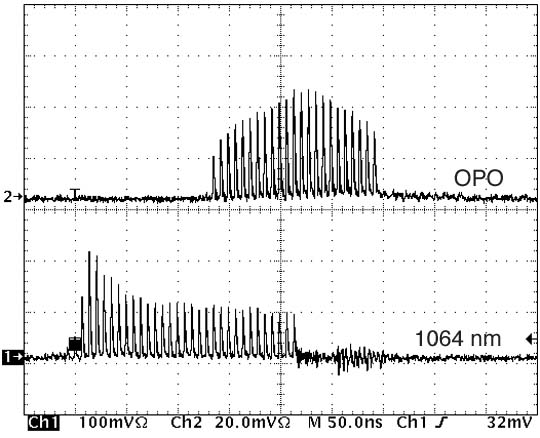 2→
T
OPO
1064 nm
1→
Ch1 100mVΩ Ch2 20.0mVΩ M 50.0ns Ch1 ƒ 32mV